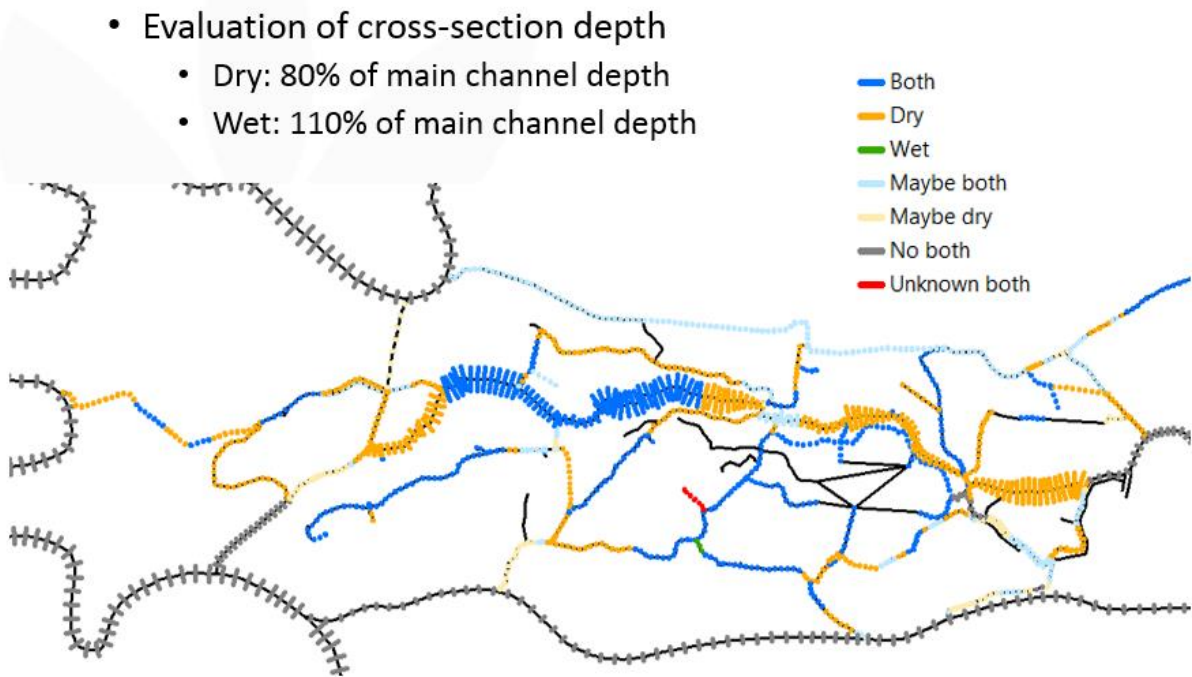 • Evaluation of cross-section depth
• Dry: 80% of main channel depth
• Wet: 110% of main channel depth
Both
Dry
Wet
Maybe both
Maybe dry
No both
Unknown both